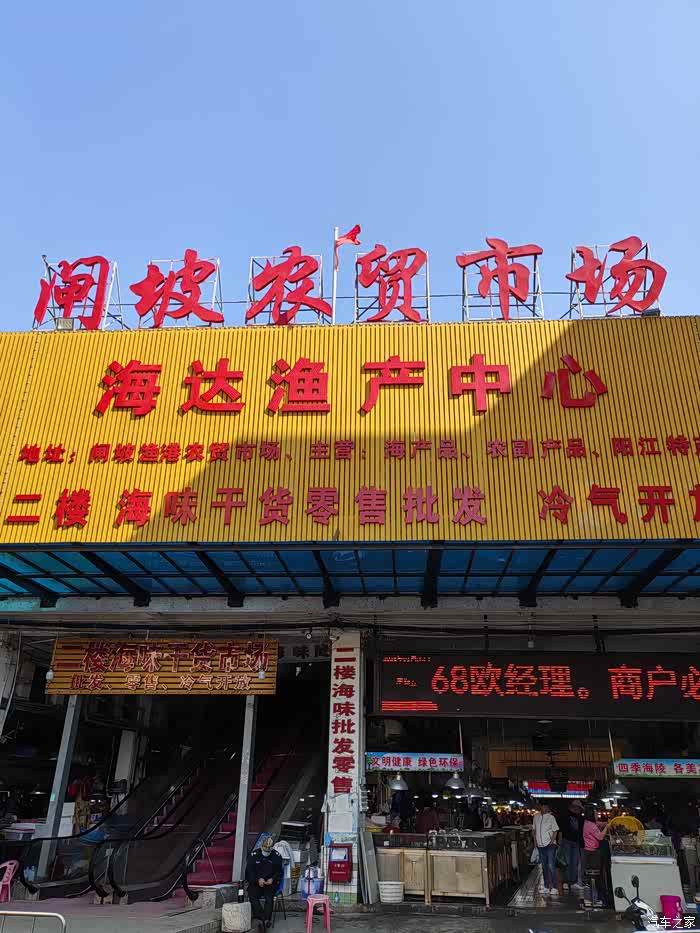 闸坡农贸市场
海达渔产中心
地址：闸坡渔港农贸市场、主营：海产品、农副产品、阳江特
二楼 海味干货零售批发 冷气开放
二楼海味干货市场
批发、零售、冷气开放
二楼海味批发零售
68欧经理。商户必
文明健康 绿色环保
四季海陵 各美
汽车之家